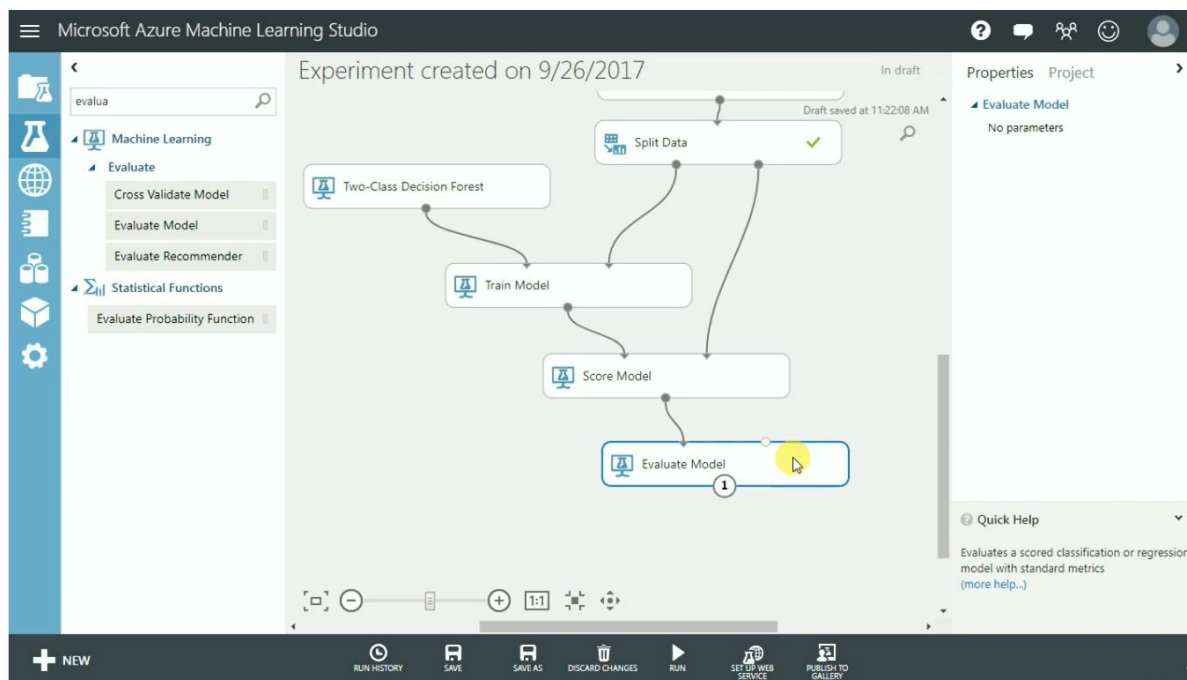 Microsoft Azure Machine Learning Studio
evalua
Machine Learning
Evaluate
Cross Validate Model
Evaluate Model
Evaluate Recommender
Statistical Functions
Evaluate Probability Function
Experiment created on 9/26/2017
In draft
Draft saved at 11:22:08 AM
Split Data
Two-Class Decision Forest
Train Model
Score Model
Evaluate Model
1
1:1
Properties Project
Evaluate Model
No parameters
Quick Help
Evaluates a scored classification or regression
model with standard metrics
(more help...)
NEW
RUN HISTORY
SAVE
SAVE AS
DISCARD CHANGES
RUN
SET UP WEB
SERVICE
PUBLISH TO
GALLERY